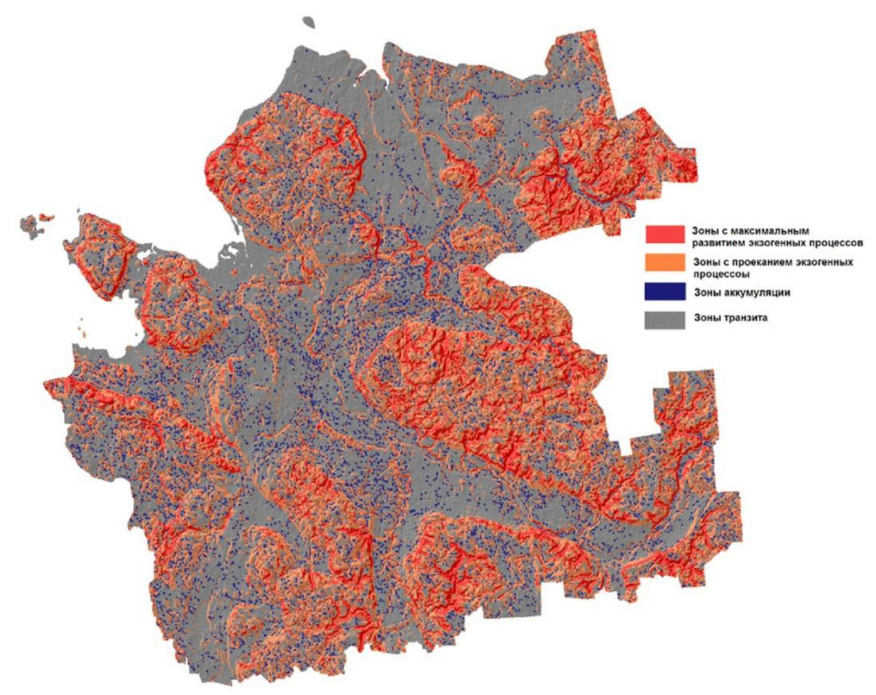 Зоны с максимальным
развитием экзогенных процессов
Зоны с проеканием экзогенных
процессоы
Зоны аккумуляции
Зоны транзита